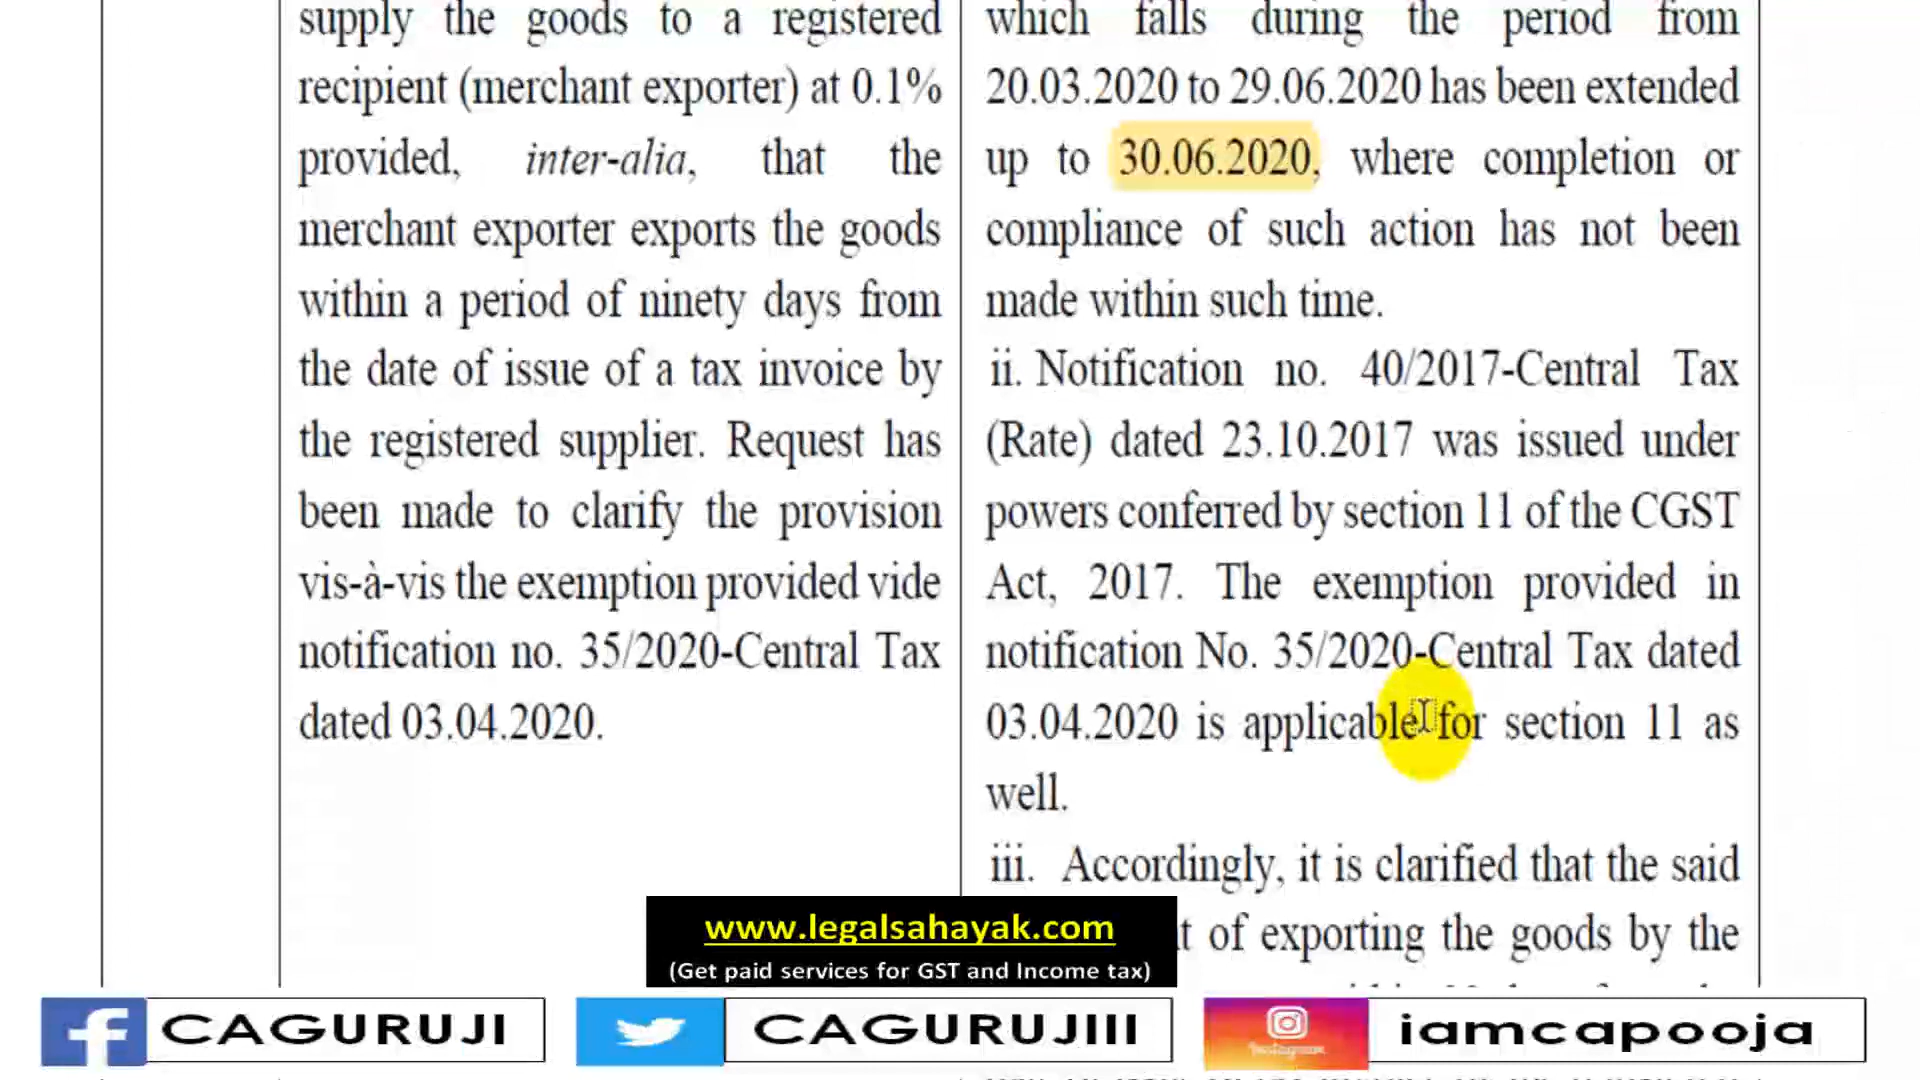 supply the goods to a registered
recipient (merchant exporter) at 0.1%
provided, inter-alia, that the
merchant exporter exports the goods
within a period of ninety days from
the date of issue of a tax invoice by
the registered supplier. Request has
been made to clarify the provision
vis-à-vis the exemption provided vide
notification no. 35/2020-Central Tax
dated 03.04.2020.
which falls during the period from
20.03.2020 to 29.06.2020 has been extended
up to 30.06.2020, where completion or
compliance of such action has not been
made within such time.
ii. Notification no. 40/2017-Central Tax
(Rate) dated 23.10.2017 was issued under
powers conferred by section 11 of the CGST
Act, 2017. The exemption provided in
notification No. 35/2020-Central Tax dated
03.04.2020 is applicable for section 11 as
well.
iii. Accordingly, it is clarified that the said
of exporting the goods by the
www.legalsahayak.com
(Get paid services for GST and Income tax)
CAGURUJI
CAGURUJIII
Instagram
iamcapooja